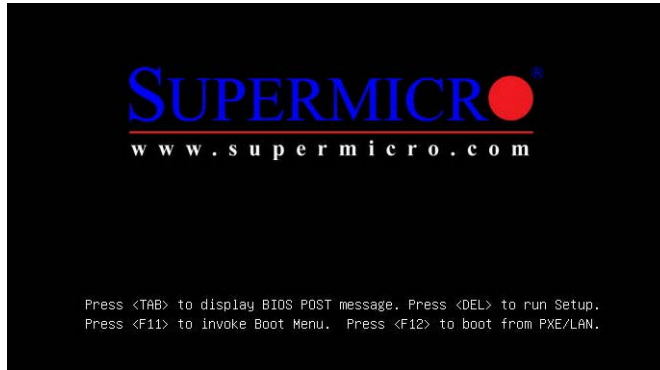 SUPERMICRO®
www.supermicro.com
Press <TAB> to display BIOS POST message. Press <DEL> to run Setup.
Press <F11> to invoke Boot Menu. Press <F12> to boot from PXE/LAN.